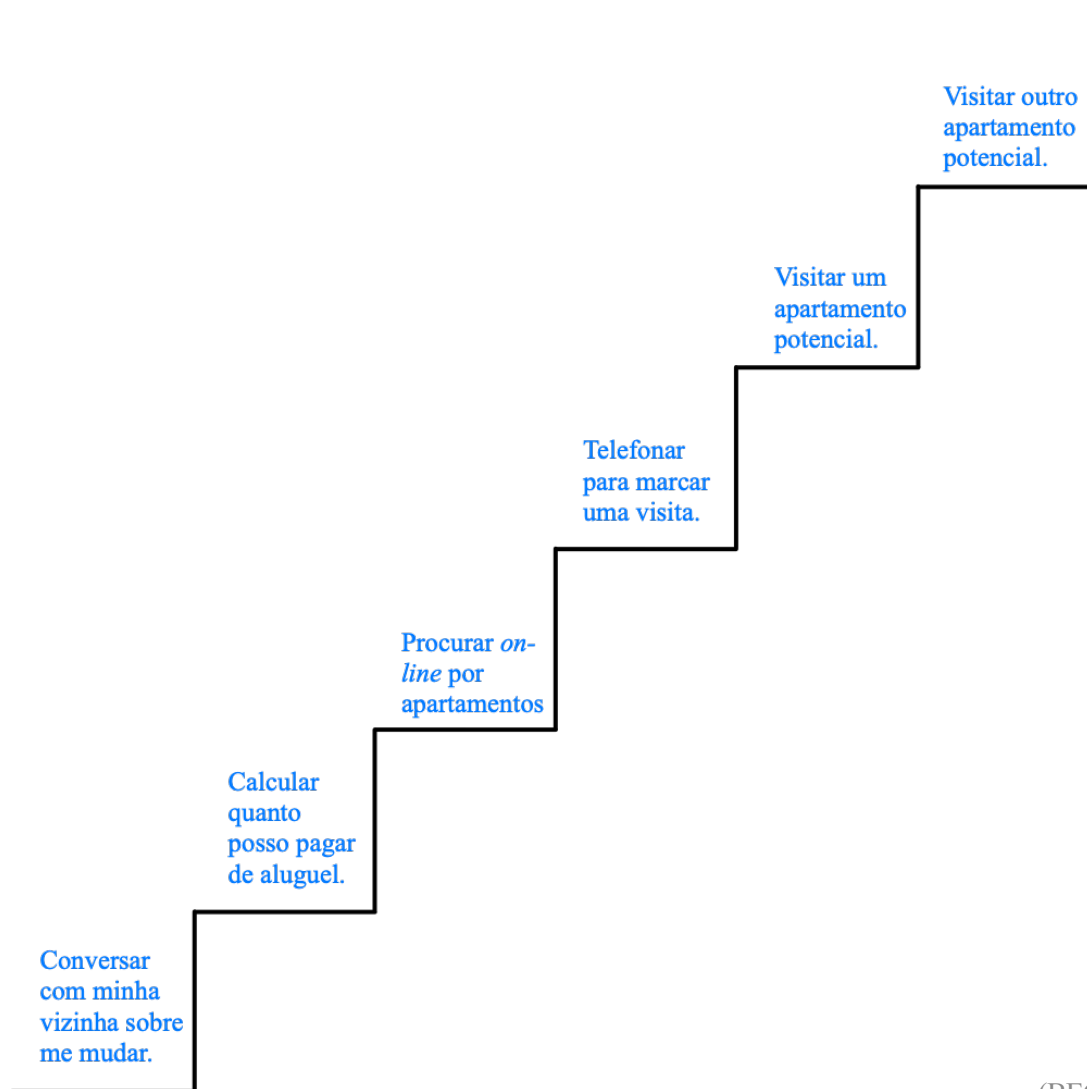 Visitar outro
apartamento
potencial.
Visitar um
apartamento
potencial.
Telefonar
para marcar
uma visita.
Procurar on-
line por
apartamentos
Calcular
quanto
posso pagar
de aluguel.
Conversar
com minha
vizinha sobre
me mudar.